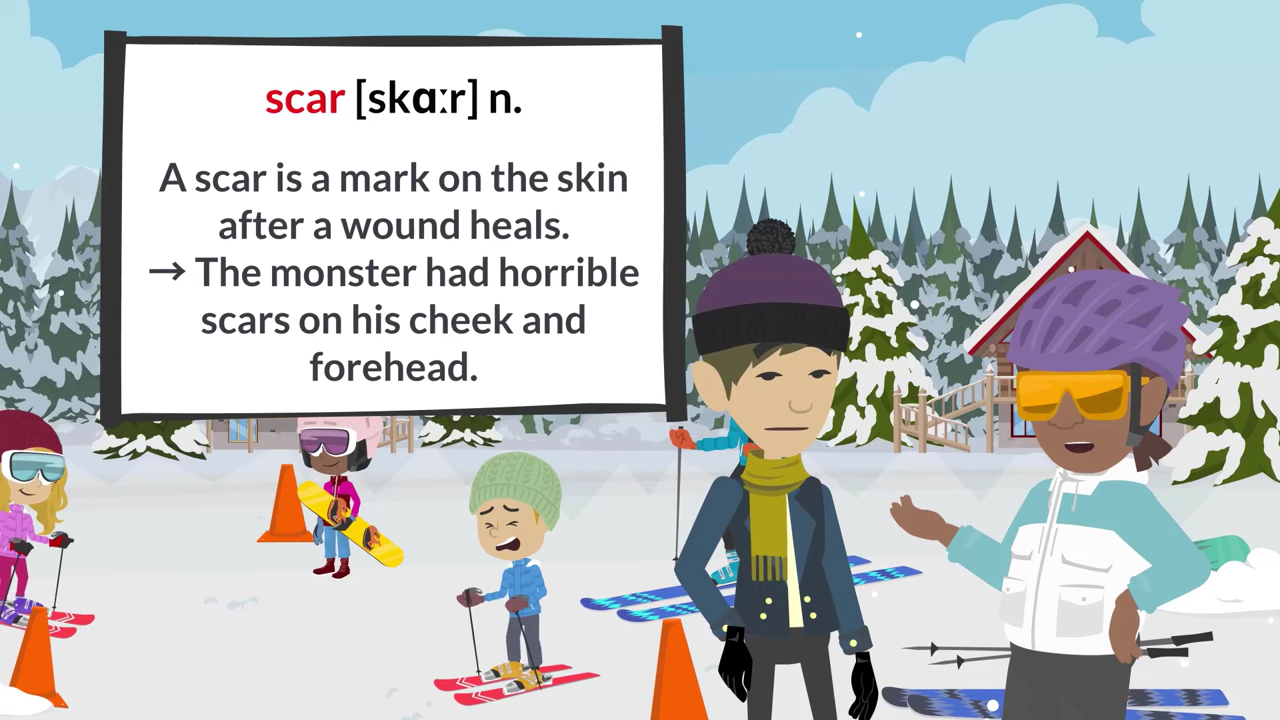 scar [skɑːr] n.
A scar is a mark on the skin
after a wound heals.
→ The monster had horrible
scars on his cheek and
forehead.